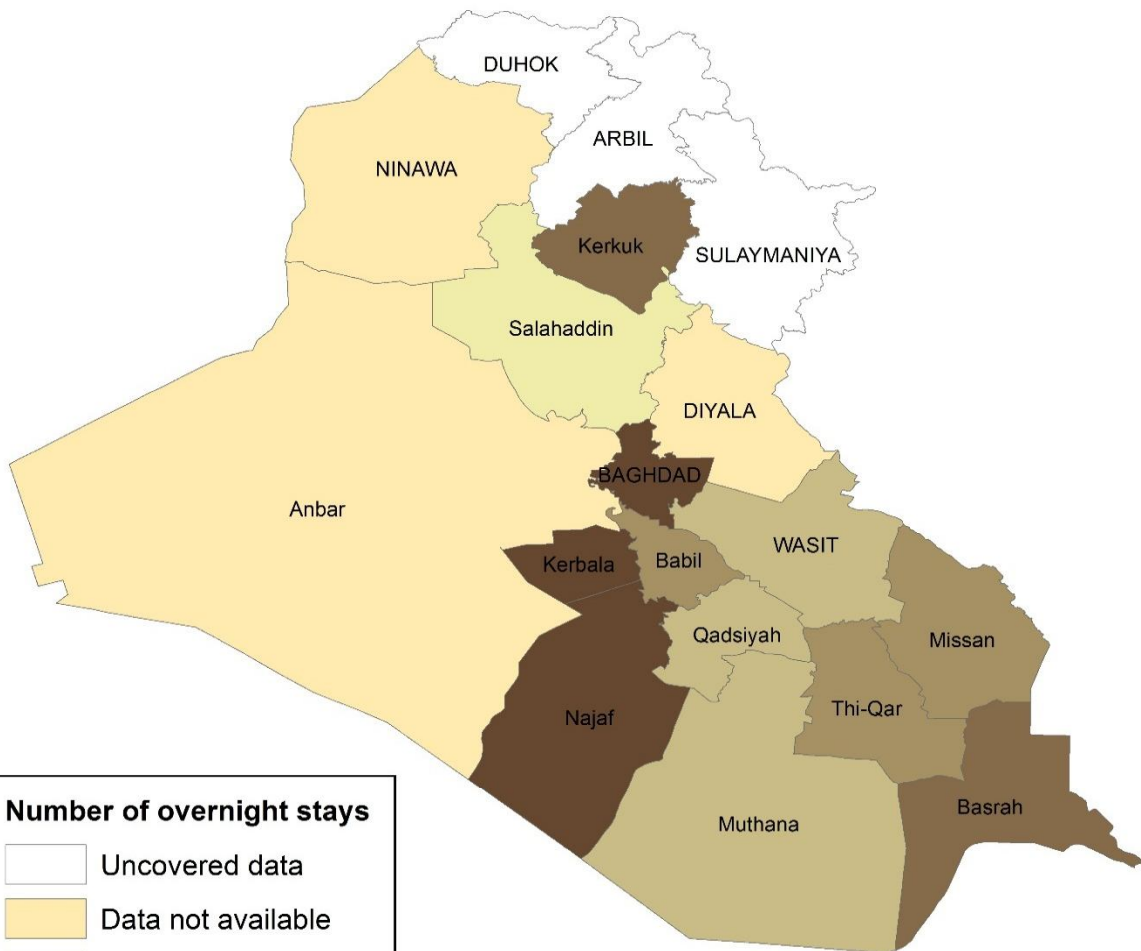 DUHOK
ARBIL
NINAWA
Kerkuk
SULAYMANIYA
Salahaddin
DIYALA
BAGHDAD
Anbar
WASIT
Kerbala
Babil
Qadsiyah
Missan
Thi-Qar
Najaf
Basrah
Muthana
Number of overnight stays
Uncovered data
Data not available